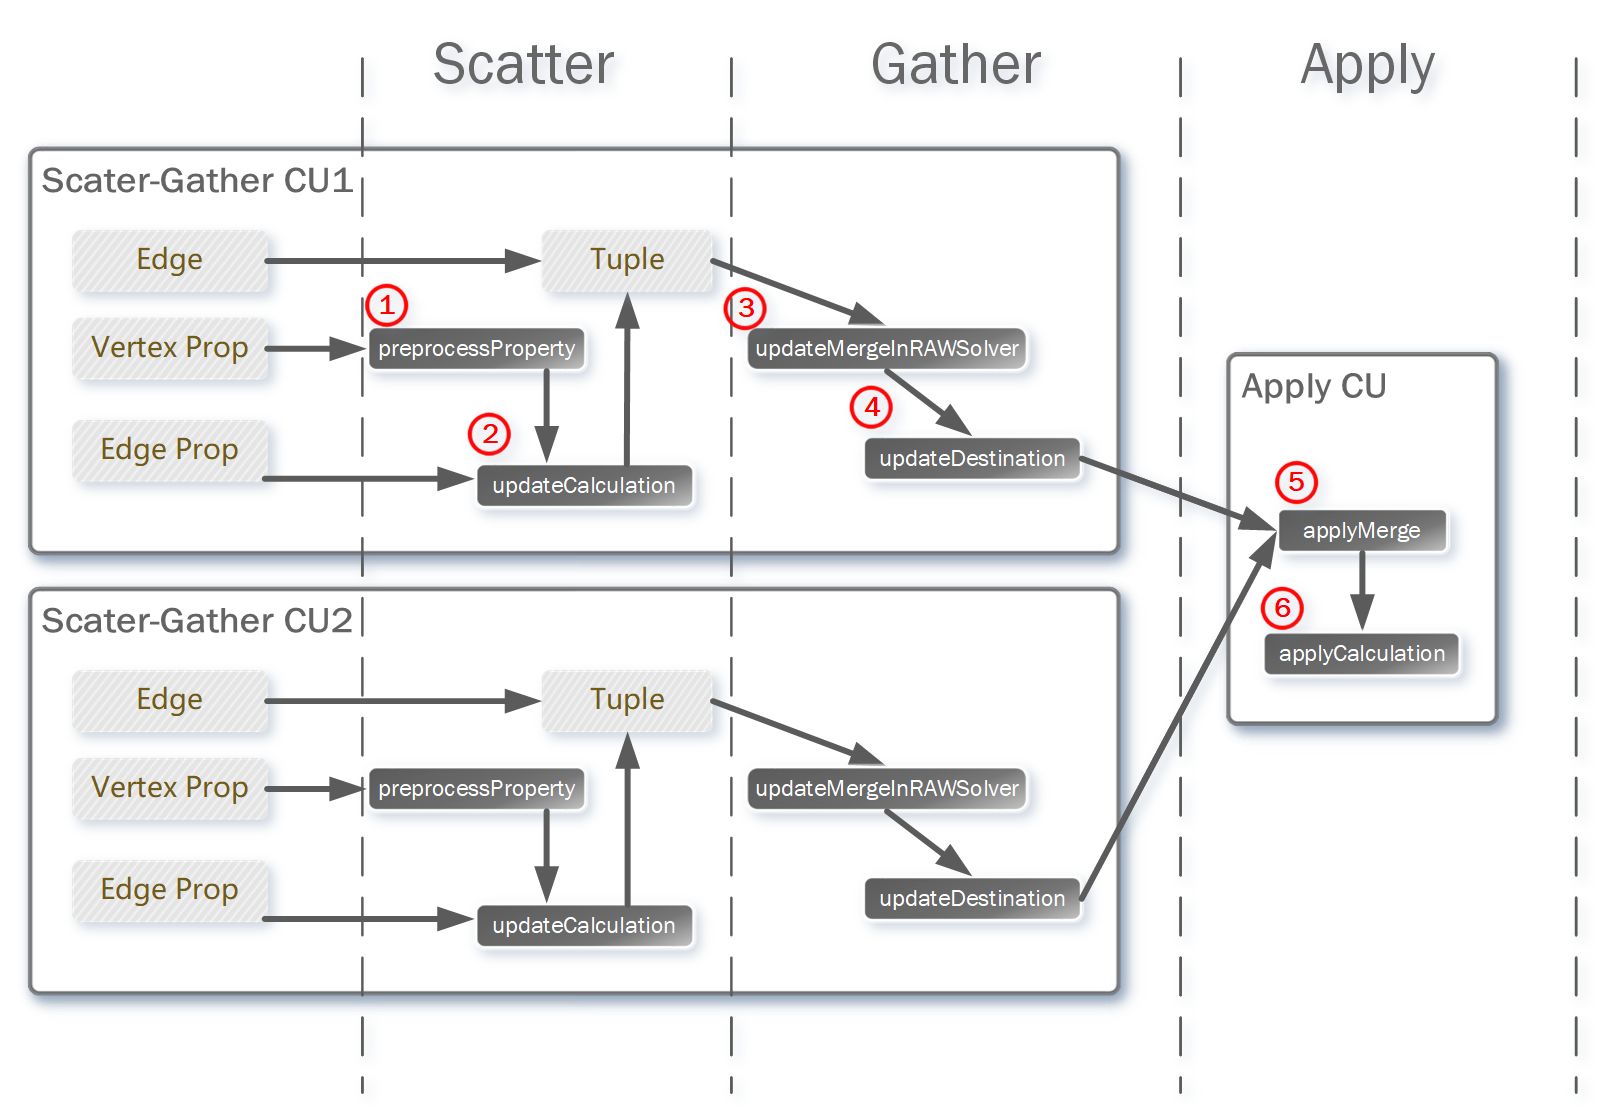 Scatter
Gather
Apply
Scater-Gather CU1
Edge
Tuple
1
3
Vertex Prop
preprocessProperty
updateMergeInRAWSolver
2
4
Edge Prop
updateCalculation
updateDestination
Apply CU
5
applyMerge
6
applyCalculation
Scater-Gather CU2
Edge
Tuple
Vertex Prop
preprocessProperty
updateMergeInRAWSolver
Edge Prop
updateCalculation
updateDestination